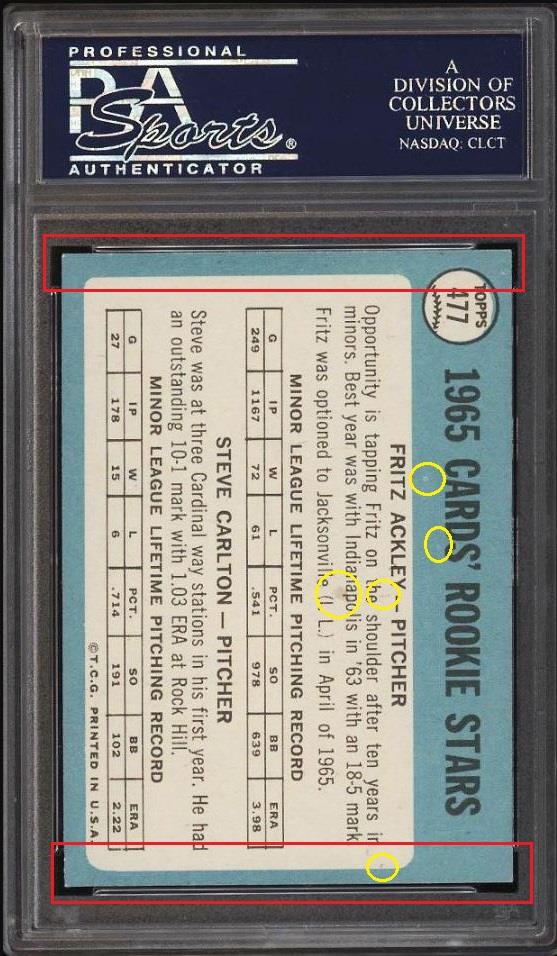 PROFESSIONAL
PSA
Sports®
AUTHENTICATOR
A
DIVISION OF
COLLECTORS
UNIVERSE
NASDAQ: CLCT
TOPPS
477
1965 CARDS' ROOKIE STARS
FRITZ ACKLEY — PITCHER
Opportunity is tapping Fritz on the shoulder after ten years in
minors. Best year was with Indianapolis in '63 with an 18-5 mark
Fritz was optioned to Jacksonville (I. L.) in April of 1965.
MINOR LEAGUE LIFETIME PITCHING RECORD
G IP W L PCT. SO BB ERA
249 1167 72 61 .541 978 639 3.98
STEVE CARLTON — PITCHER
Steve was at three Cardinal way stations in his first year. He had
an outstanding 10-1 mark with 1.03 ERA at Rock Hill.
MINOR LEAGUE LIFETIME PITCHING RECORD
G IP W L PCT. SO BB ERA
27 178 15 6 .714 191 102 2.22
© T.C.G. PRINTED IN U.S.A.